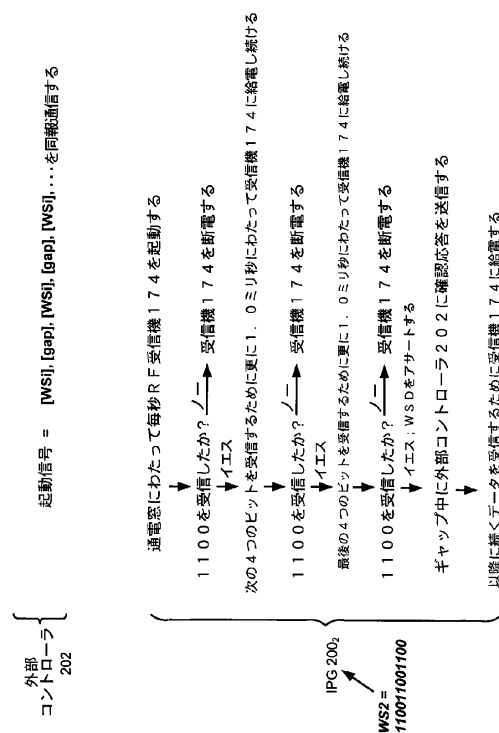 外部
コントローラ
202
起動信号 = [WSi], [gap], [WSi], [gap], [WSi], . . . を同報通信する
IPG 200₂
WS2 =
110011001100
通電窓にわたって毎秒RF受信機174を起動する
1100を受信したか?
ノー
受信機174を断電する
イエス
次の4つのビットを受信するために更に1.0ミリ秒にわたって受信機174に給電し続ける
1100を受信したか?
ノー
受信機174を断電する
イエス
最後の4つのビットを受信するために更に1.0ミリ秒にわたって受信機174に給電し続ける
1100を受信したか?
ノー
受信機174を断電する
イエス;WSDをアサートする
ギャップ中に外部コントローラ202に確認応答を送信する
以降に続くデータを受信するために受信機174に給電する